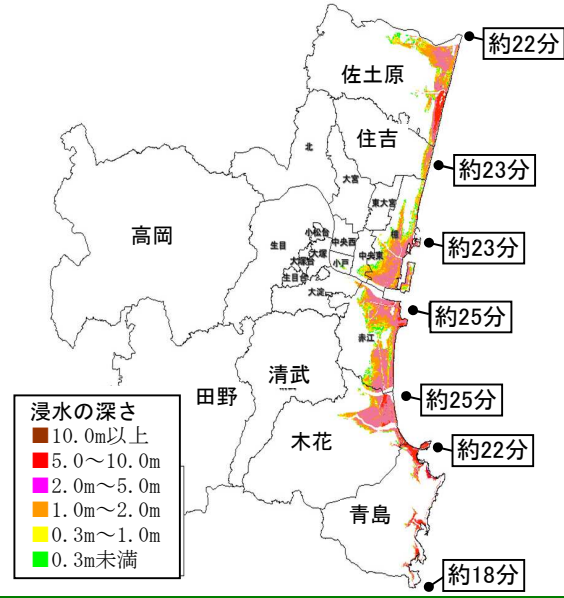 約22分
佐土原
住吉
北
約23分
大宮
東大宮
高岡
生目
小松台
中央西
檍
約23分
大塚
中央東
大塚台
小戸
生目台
大淀
約25分
赤江
清武
田野
約25分
木花
約22分
青島
約18分
浸水の深さ
10.0m以上
5.0～10.0m
2.0m～5.0m
1.0m～2.0m
0.3m～1.0m
0.3m未満